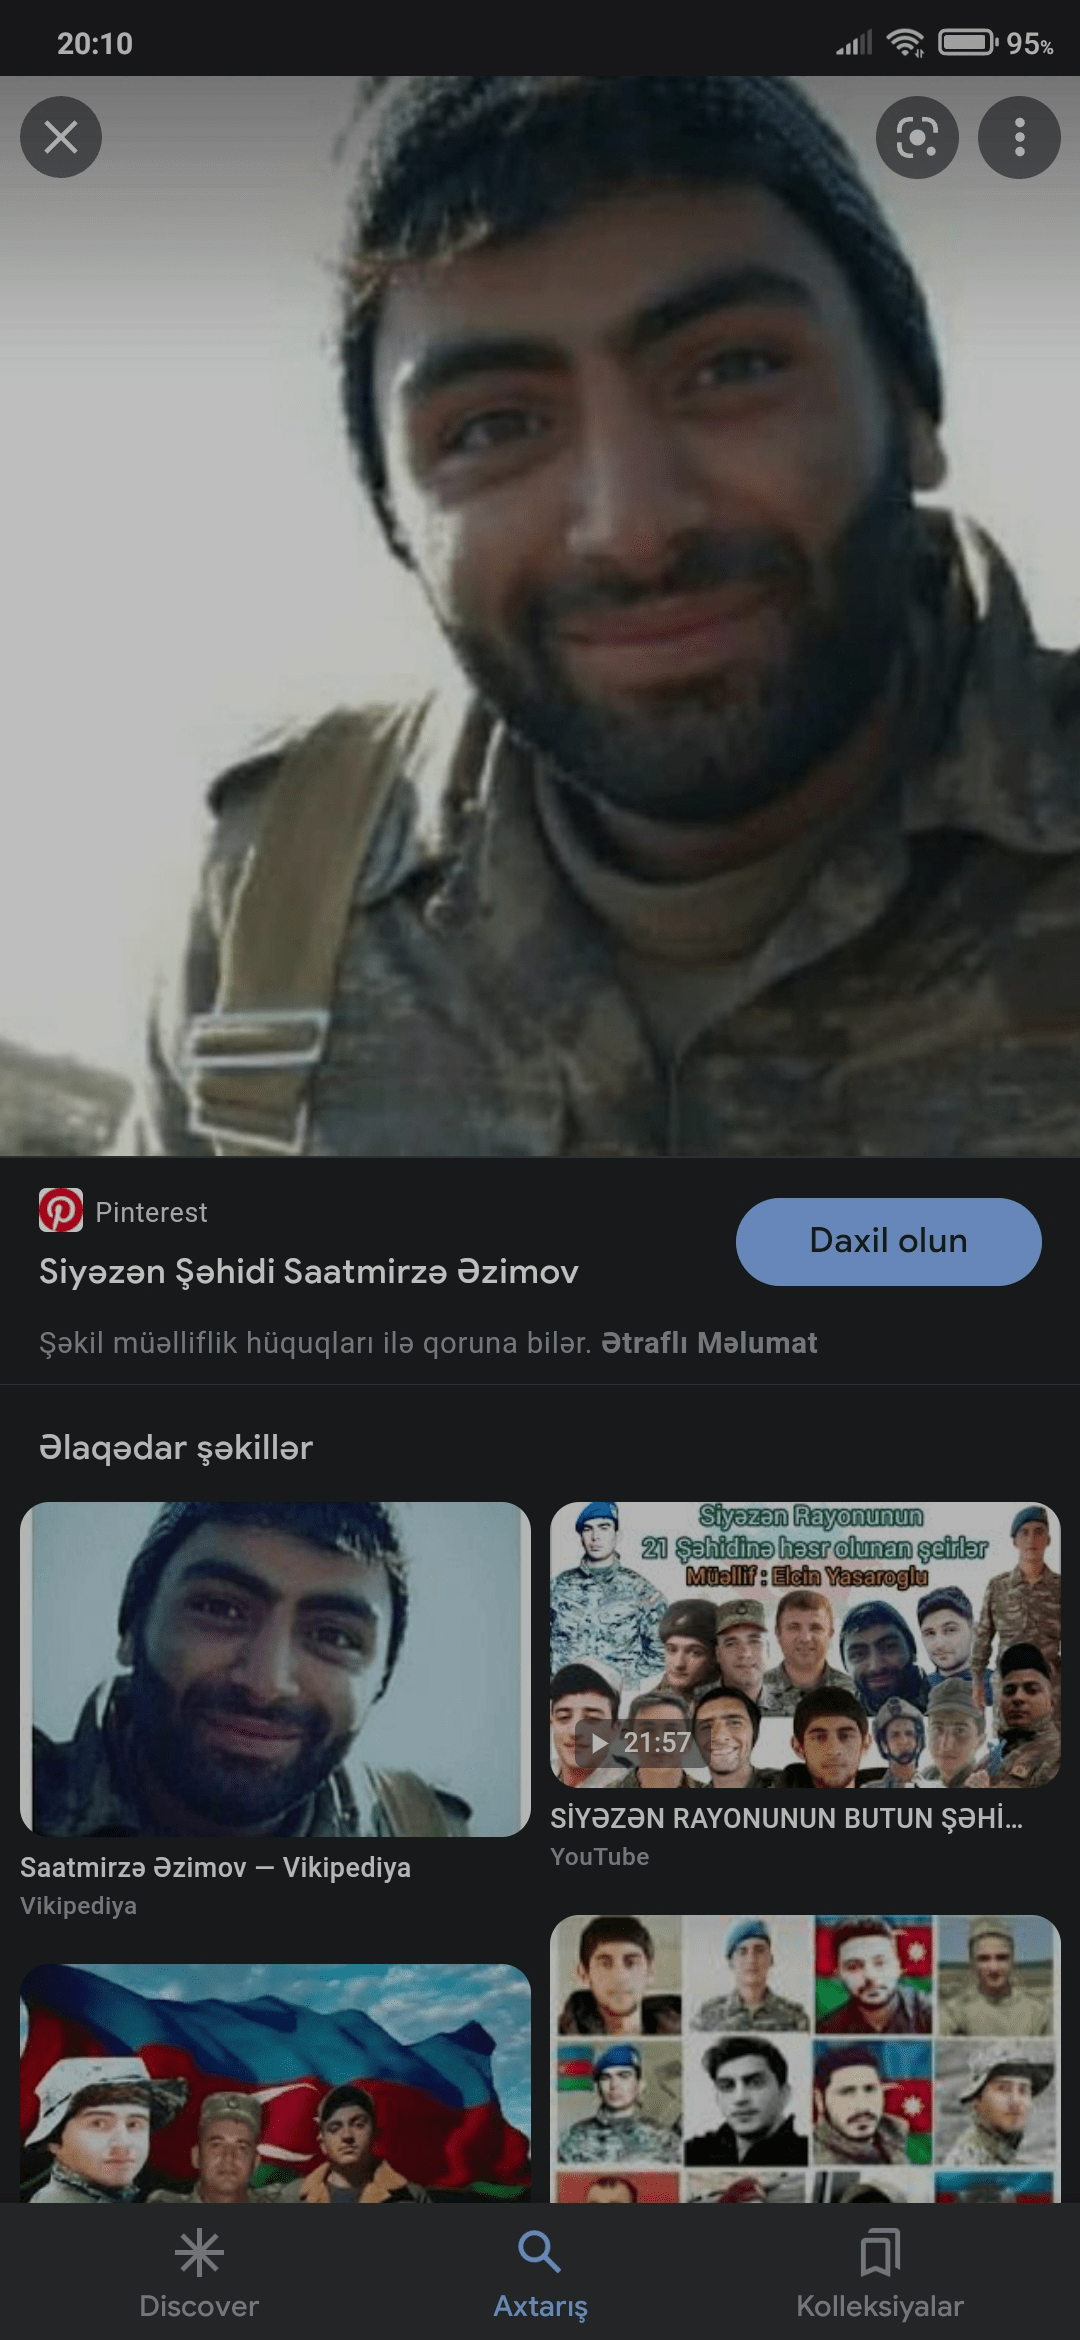 20:10
95%
Pinterest
Daxil olun
Siyəzən Şəhidi Saatmirzə Əzimov
Şəkil müəlliflik hüquqları ilə qoruna bilər. Ətraflı Məlumat
Əlaqədar şəkillər
Siyəzən Rayonunun
21 Şəhidinə həsr olunan şeirlər
Müəllif : Elcin Yasaroglu
21:57
Saatmirzə Əzimov — Vikipediya
Vikipediya
SİYƏZƏN RAYONUNUN BUTUN ŞƏHİ...
YouTube
Discover
Axtarış
Kolleksiyalar